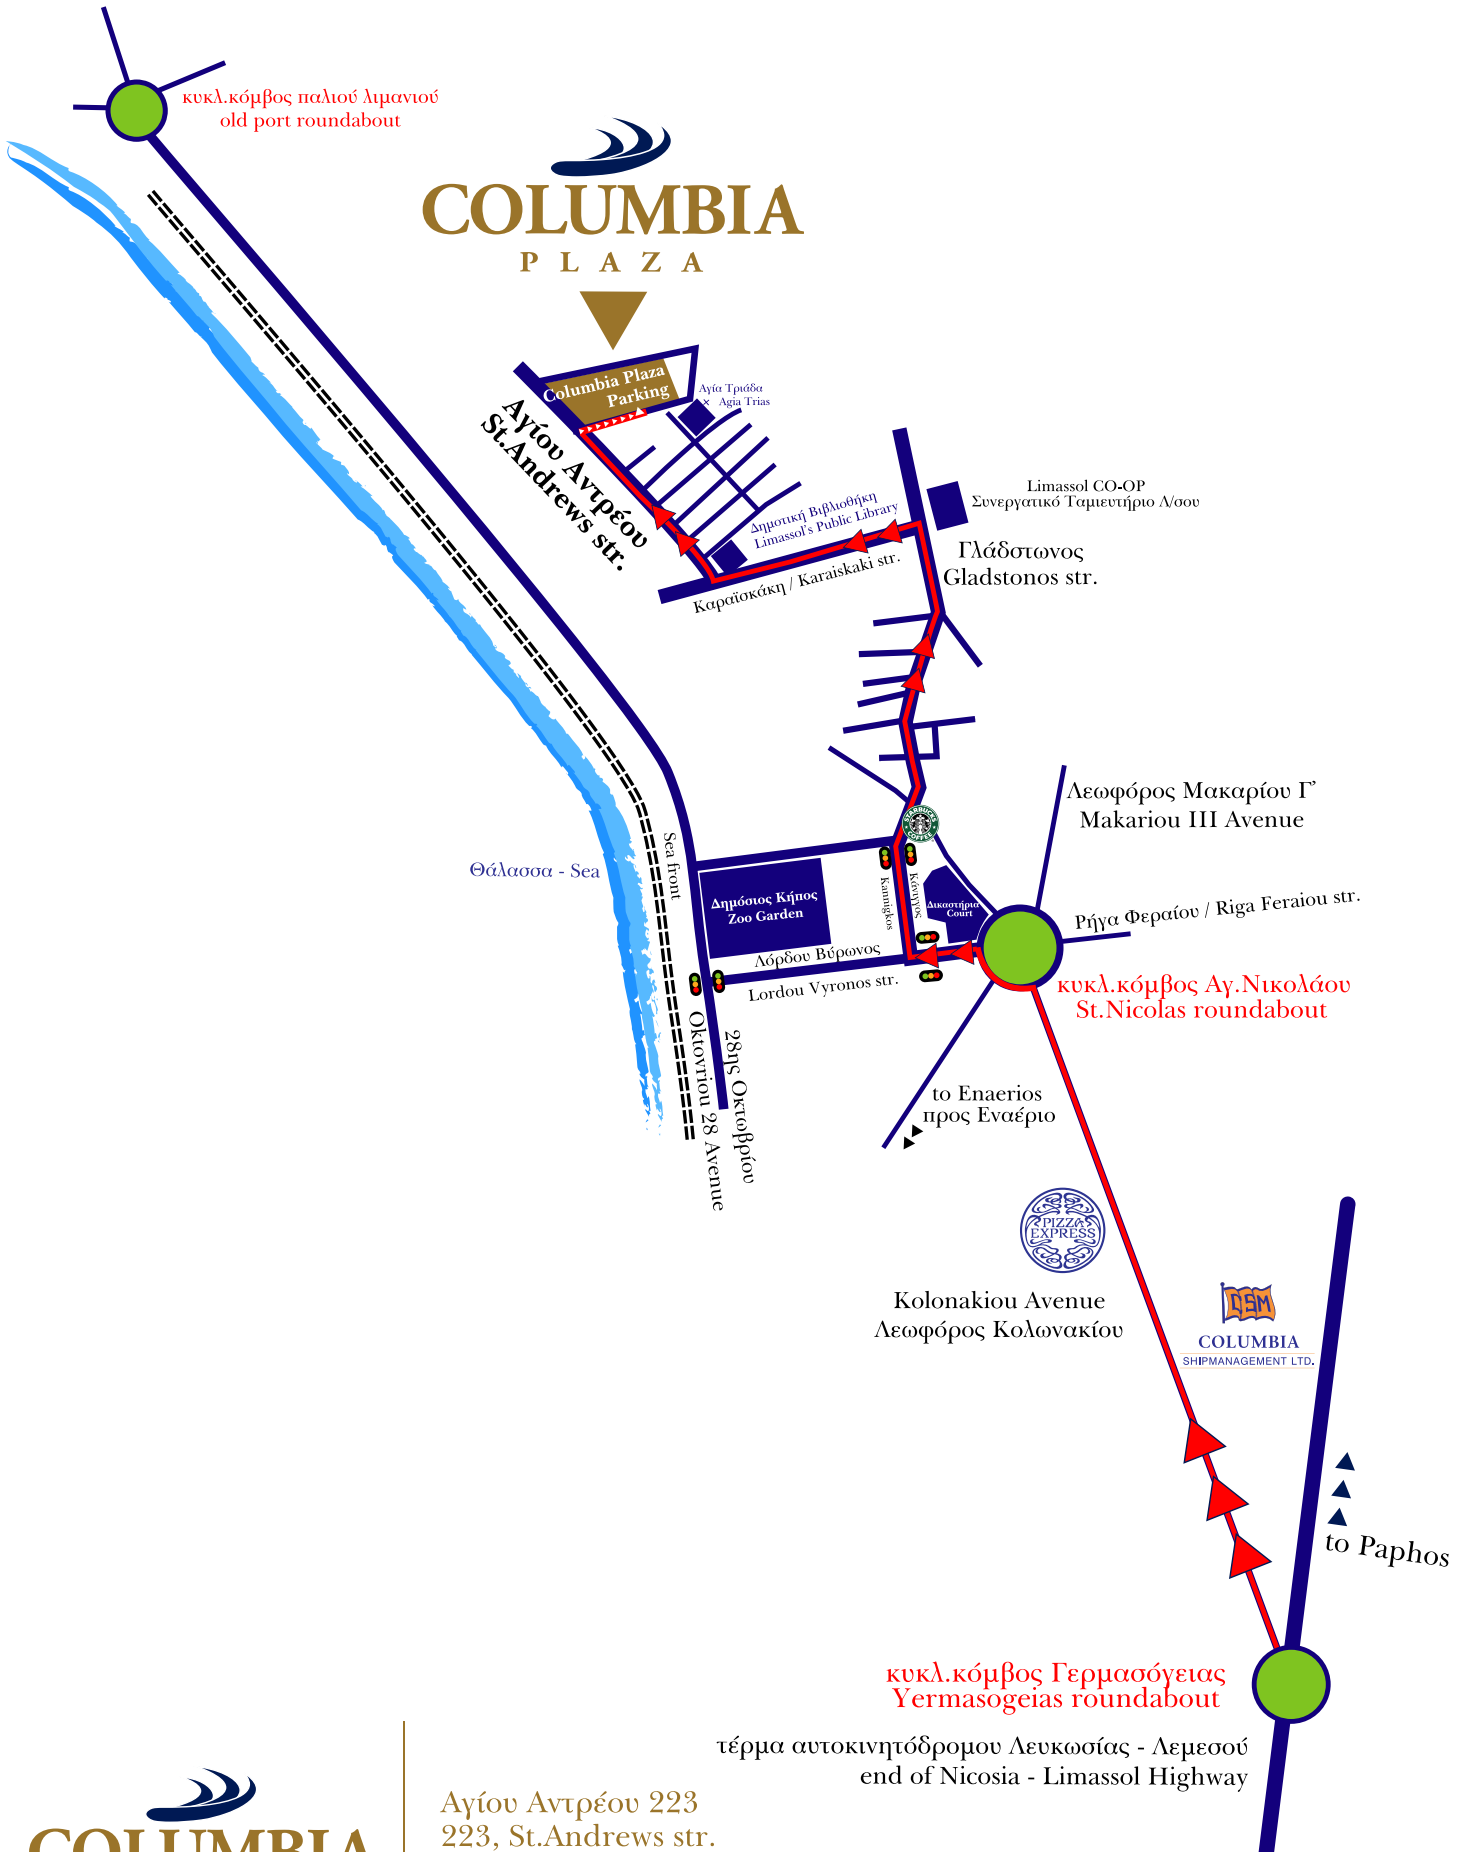 κυκλ.κόμβος παλιού λιμανιού
old port roundabout
COLUMBIA
PLAZA
Columbia Plaza
Parking
Αγία Τριάδα
× Agia Trias
Αγίου Αντρέου
St.Andrews str.
Δημοτική Βιβλιοθήκη
Limassol's Public Library
Limassol CO-OP
Συνεργατικό Ταμιευτήριο Λ/σου
Γλάδστωνος
Gladstonos str.
Καραϊσκάκη / Karaiskaki str.
Λεωφόρος Μακαρίου Γ'
Makariou III Avenue
STARBUCKS
COFFEE
Θάλασσα - Sea
Sea front
Δημόσιος Κήπος
Zoo Garden
Kannigkos
Κάνιγγος
Δικαστήρια
Court
Ρήγα Φεραίου / Riga Feraiou str.
Λόρδου Βύρωνος
Lordou Vyronos str.
κυκλ.κόμβος Αγ.Νικολάου
St.Nicolas roundabout
28ης Οκτωβρίου
Oktovriou 28 Avenue
to Enaerios
προς Εναέριο
PIZZA
EXPRESS
Kolonakiou Avenue
Λεωφόρος Κολωνακίου
CSM
COLUMBIA
SHIPMANAGEMENT LTD.
to Paphos
κυκλ.κόμβος Γερμασόγειας
Yermasogeias roundabout
τέρμα αυτοκινητόδρομου Λευκωσίας - Λεμεσού
end of Nicosia - Limassol Highway
COLUMBIA
Αγίου Αντρέου 223
223, St.Andrews str.